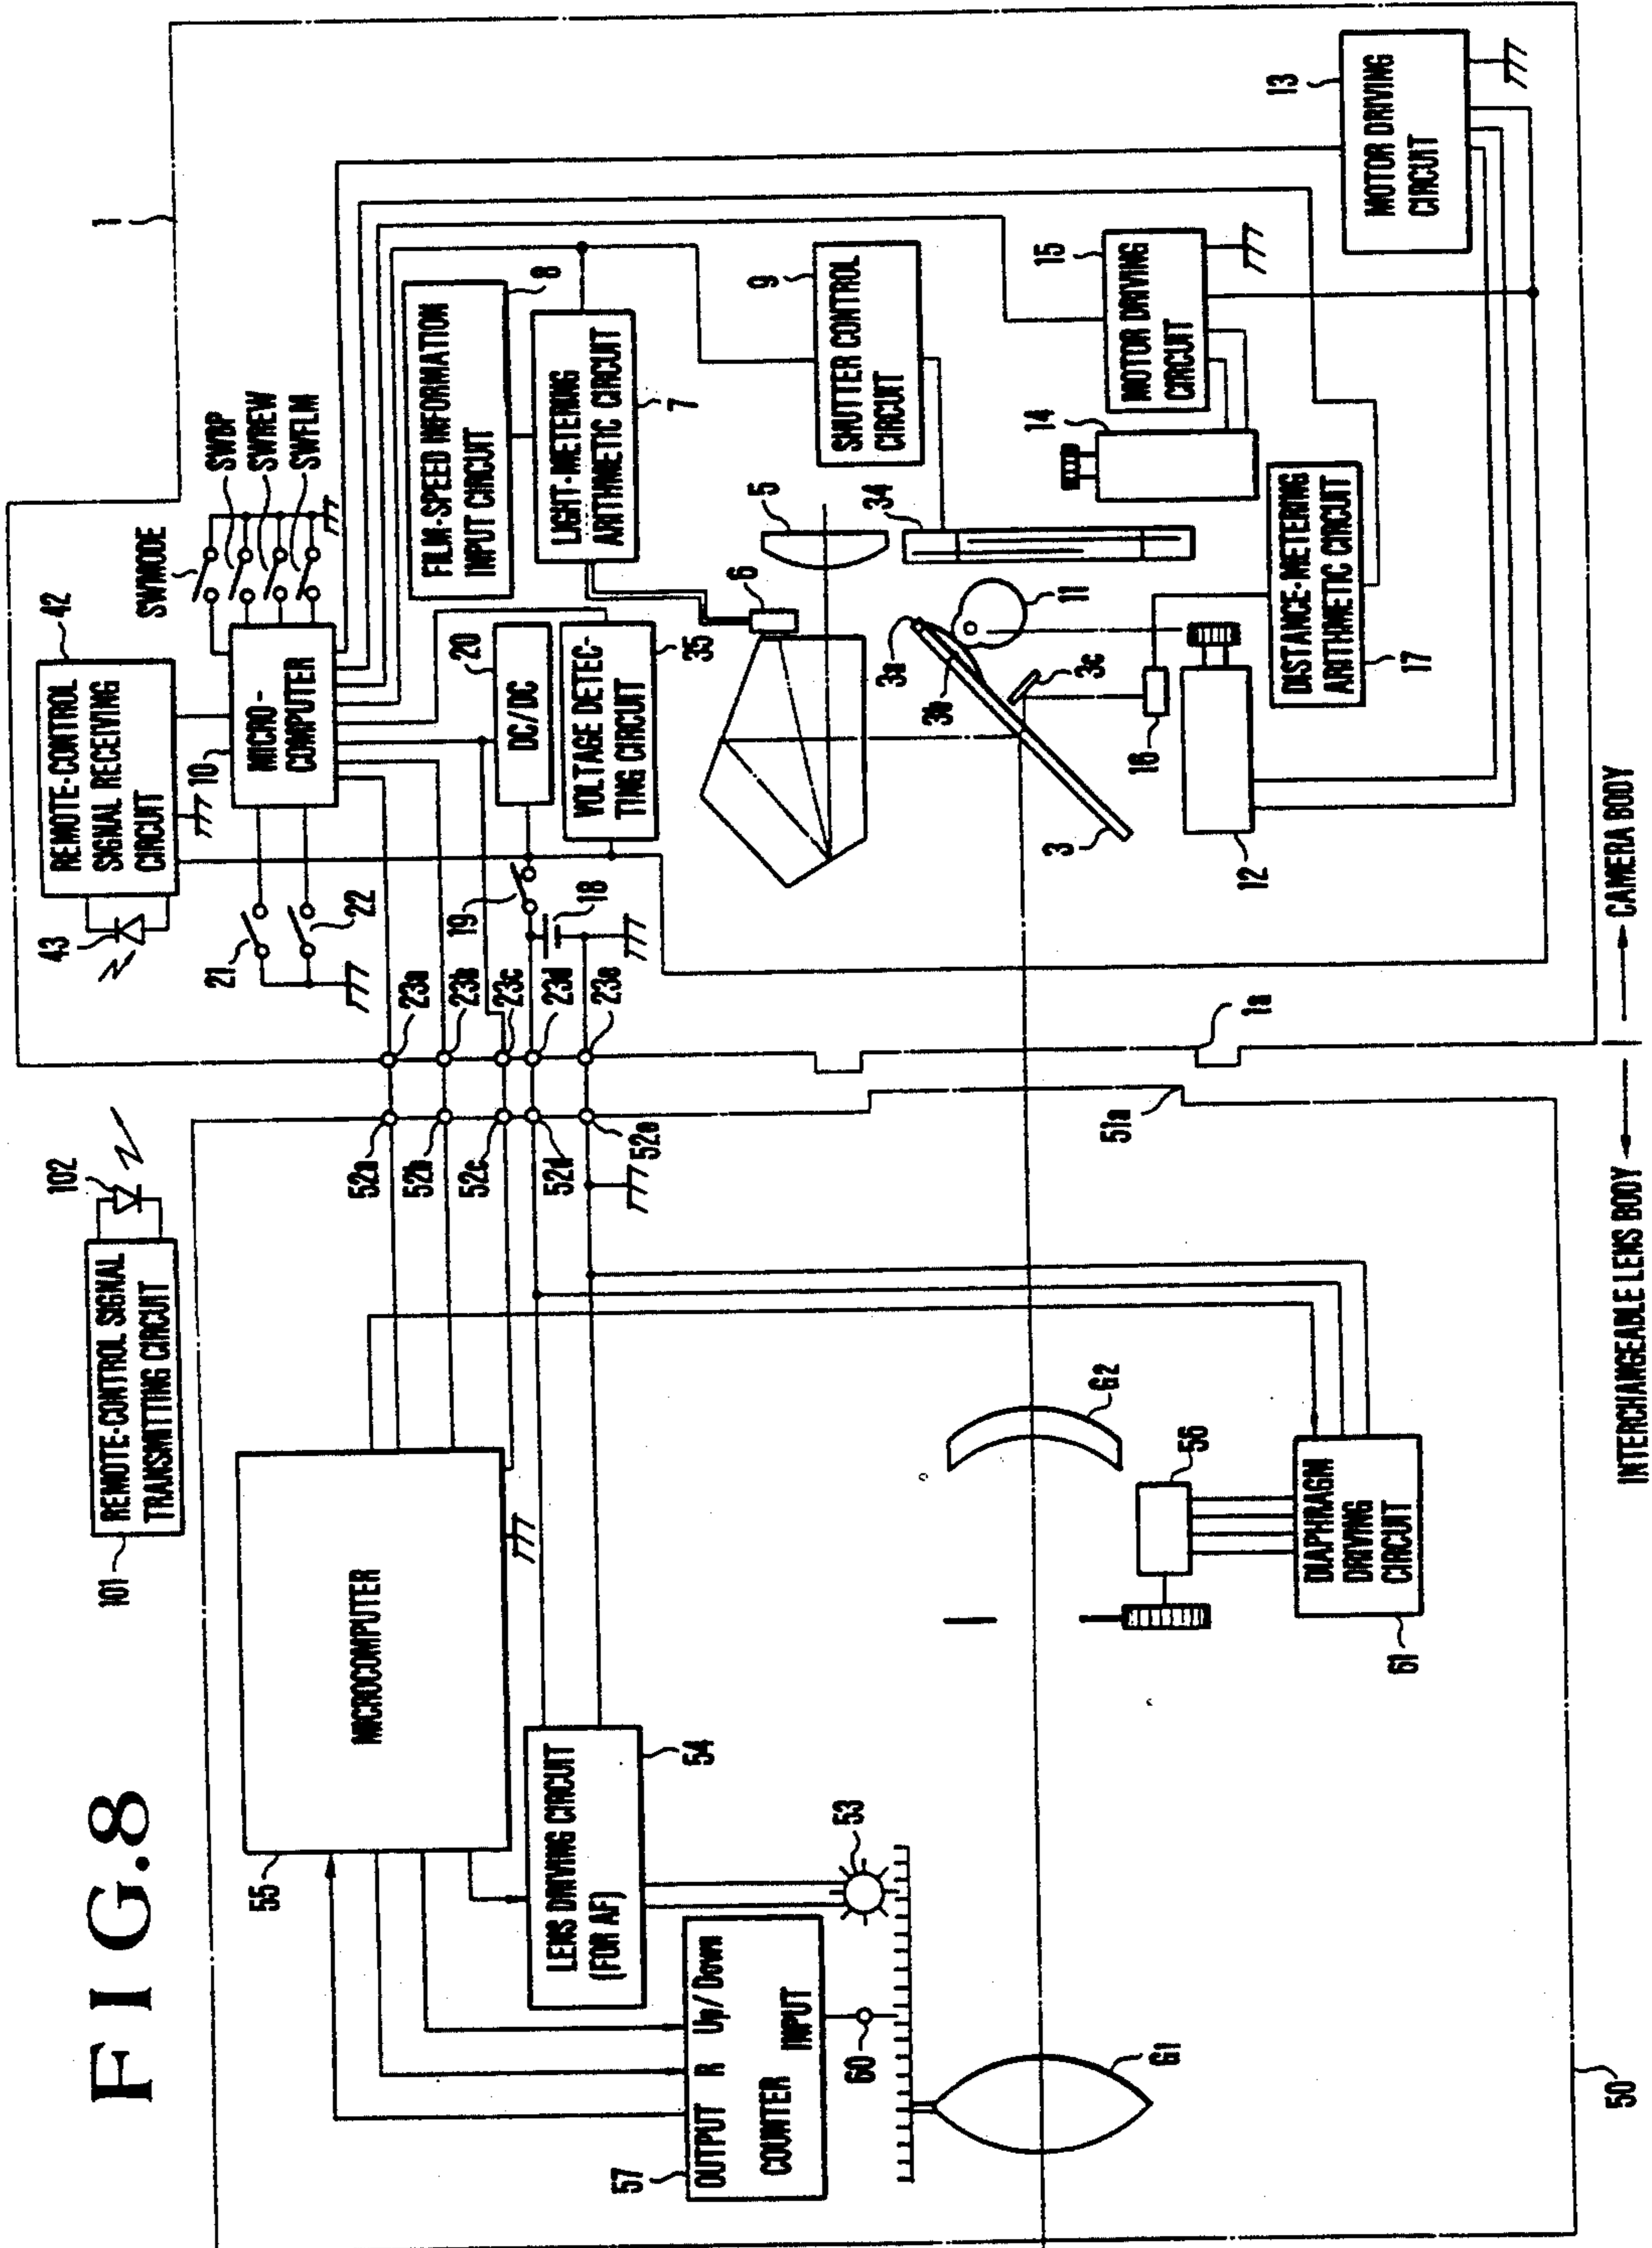 FIG.8
101
REMOTE-CONTROL SIGNAL
TRANSMITTING CIRCUIT
102
43
REMOTE-CONTROL
SIGNAL RECEIVING
CIRCUIT
42
1
55
MICROCOMPUTER
52a
52b
52c
52d
52e
23a
23b
23c
23d
23e
21
22
10
MICRO-
COMPUTER
SWMODE
SWBP
SWREW
SWFLM
19
18
20
DC/DC
VOLTAGE DETEC-
TING CIRCUIT
35
FILM-SPEED INFORMATION
INPUT CIRCUIT
8
LIGHT-METERING
ARITHMETIC CIRCUIT
7
LENS DRIVING CIRCUIT
(FOR AF)
54
57
OUTPUT R Up/Down
COUNTER INPUT
60
53
6
5
9
SHUTTER CONTROL
CIRCUIT
34
G1
G2
3
3a
3b
3c
11
14
15
MOTOR DRIVING
CIRCUIT
13
MOTOR DRIVING
CIRCUIT
56
DIAPHRAGM
DRIVING
CIRCUIT
61
51a
1a
12
16
DISTANCE-METERING
ARITHMETIC CIRCUIT
17
50
INTERCHANGEABLE LENS BODY
CAMERA BODY